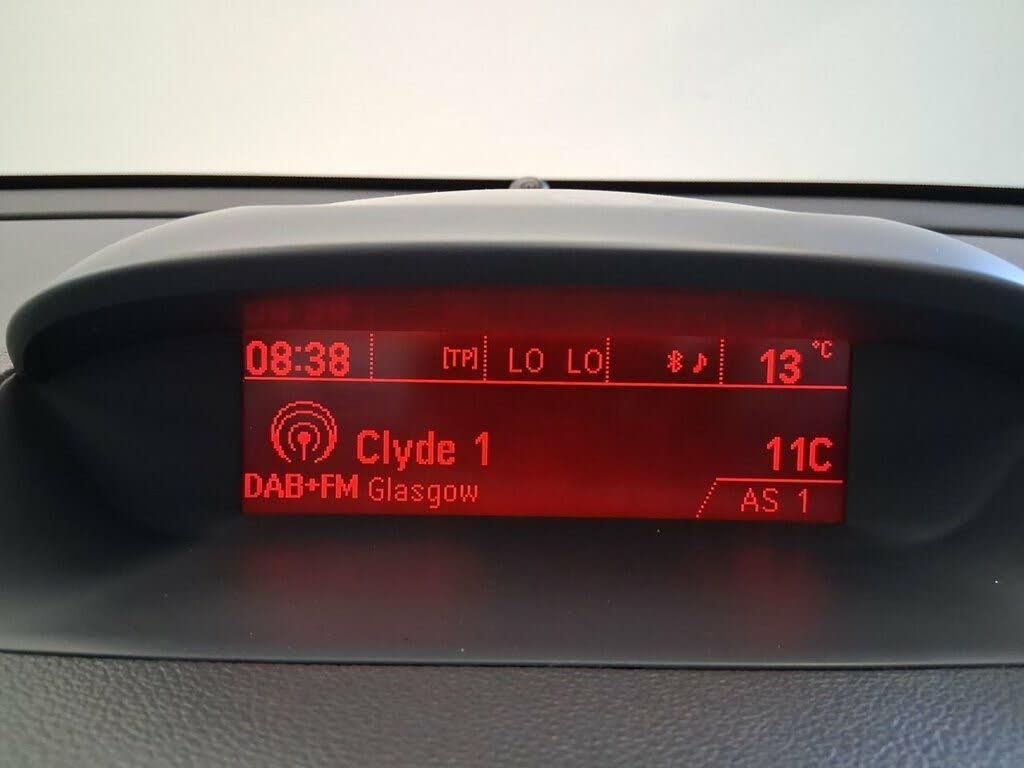 08:38 [TP] LO LO 13 °C
Clyde 1 11C
DAB+FM Glasgow AS 1